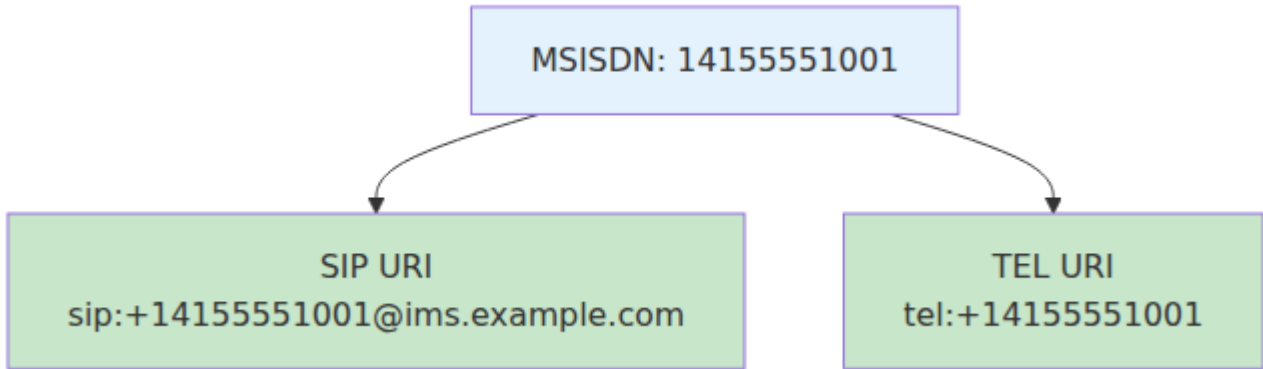 MSISDN: 14155551001
SIP URI
sip:+14155551001@ims.example.com
TEL URI
tel:+14155551001